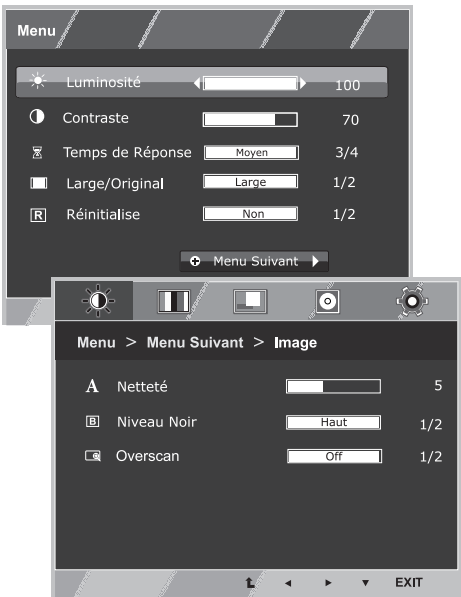 Menu
Luminosité 100
Contraste 70
Temps de Réponse Moyen 3/4
Large/Original Large 1/2
R Réinitialise Non 1/2
Menu Suivant
Menu > Menu Suivant > Image
A Netteté 5
B Niveau Noir Haut 1/2
Overscan Off 1/2
EXIT